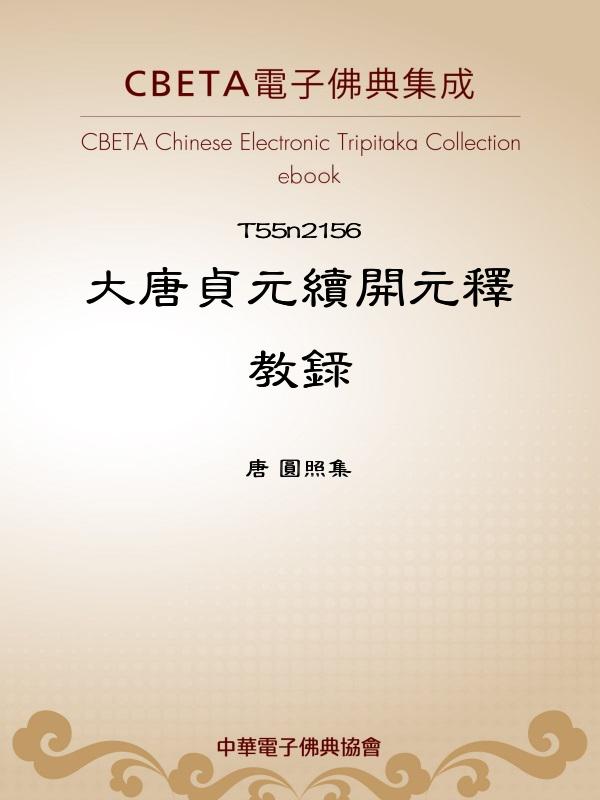 CBETA電子佛典集成
CBETA Chinese Electronic Tripitaka Collection
ebook
T55n2156
大唐貞元續開元釋
教錄
唐 圓照集
中華電子佛典協會